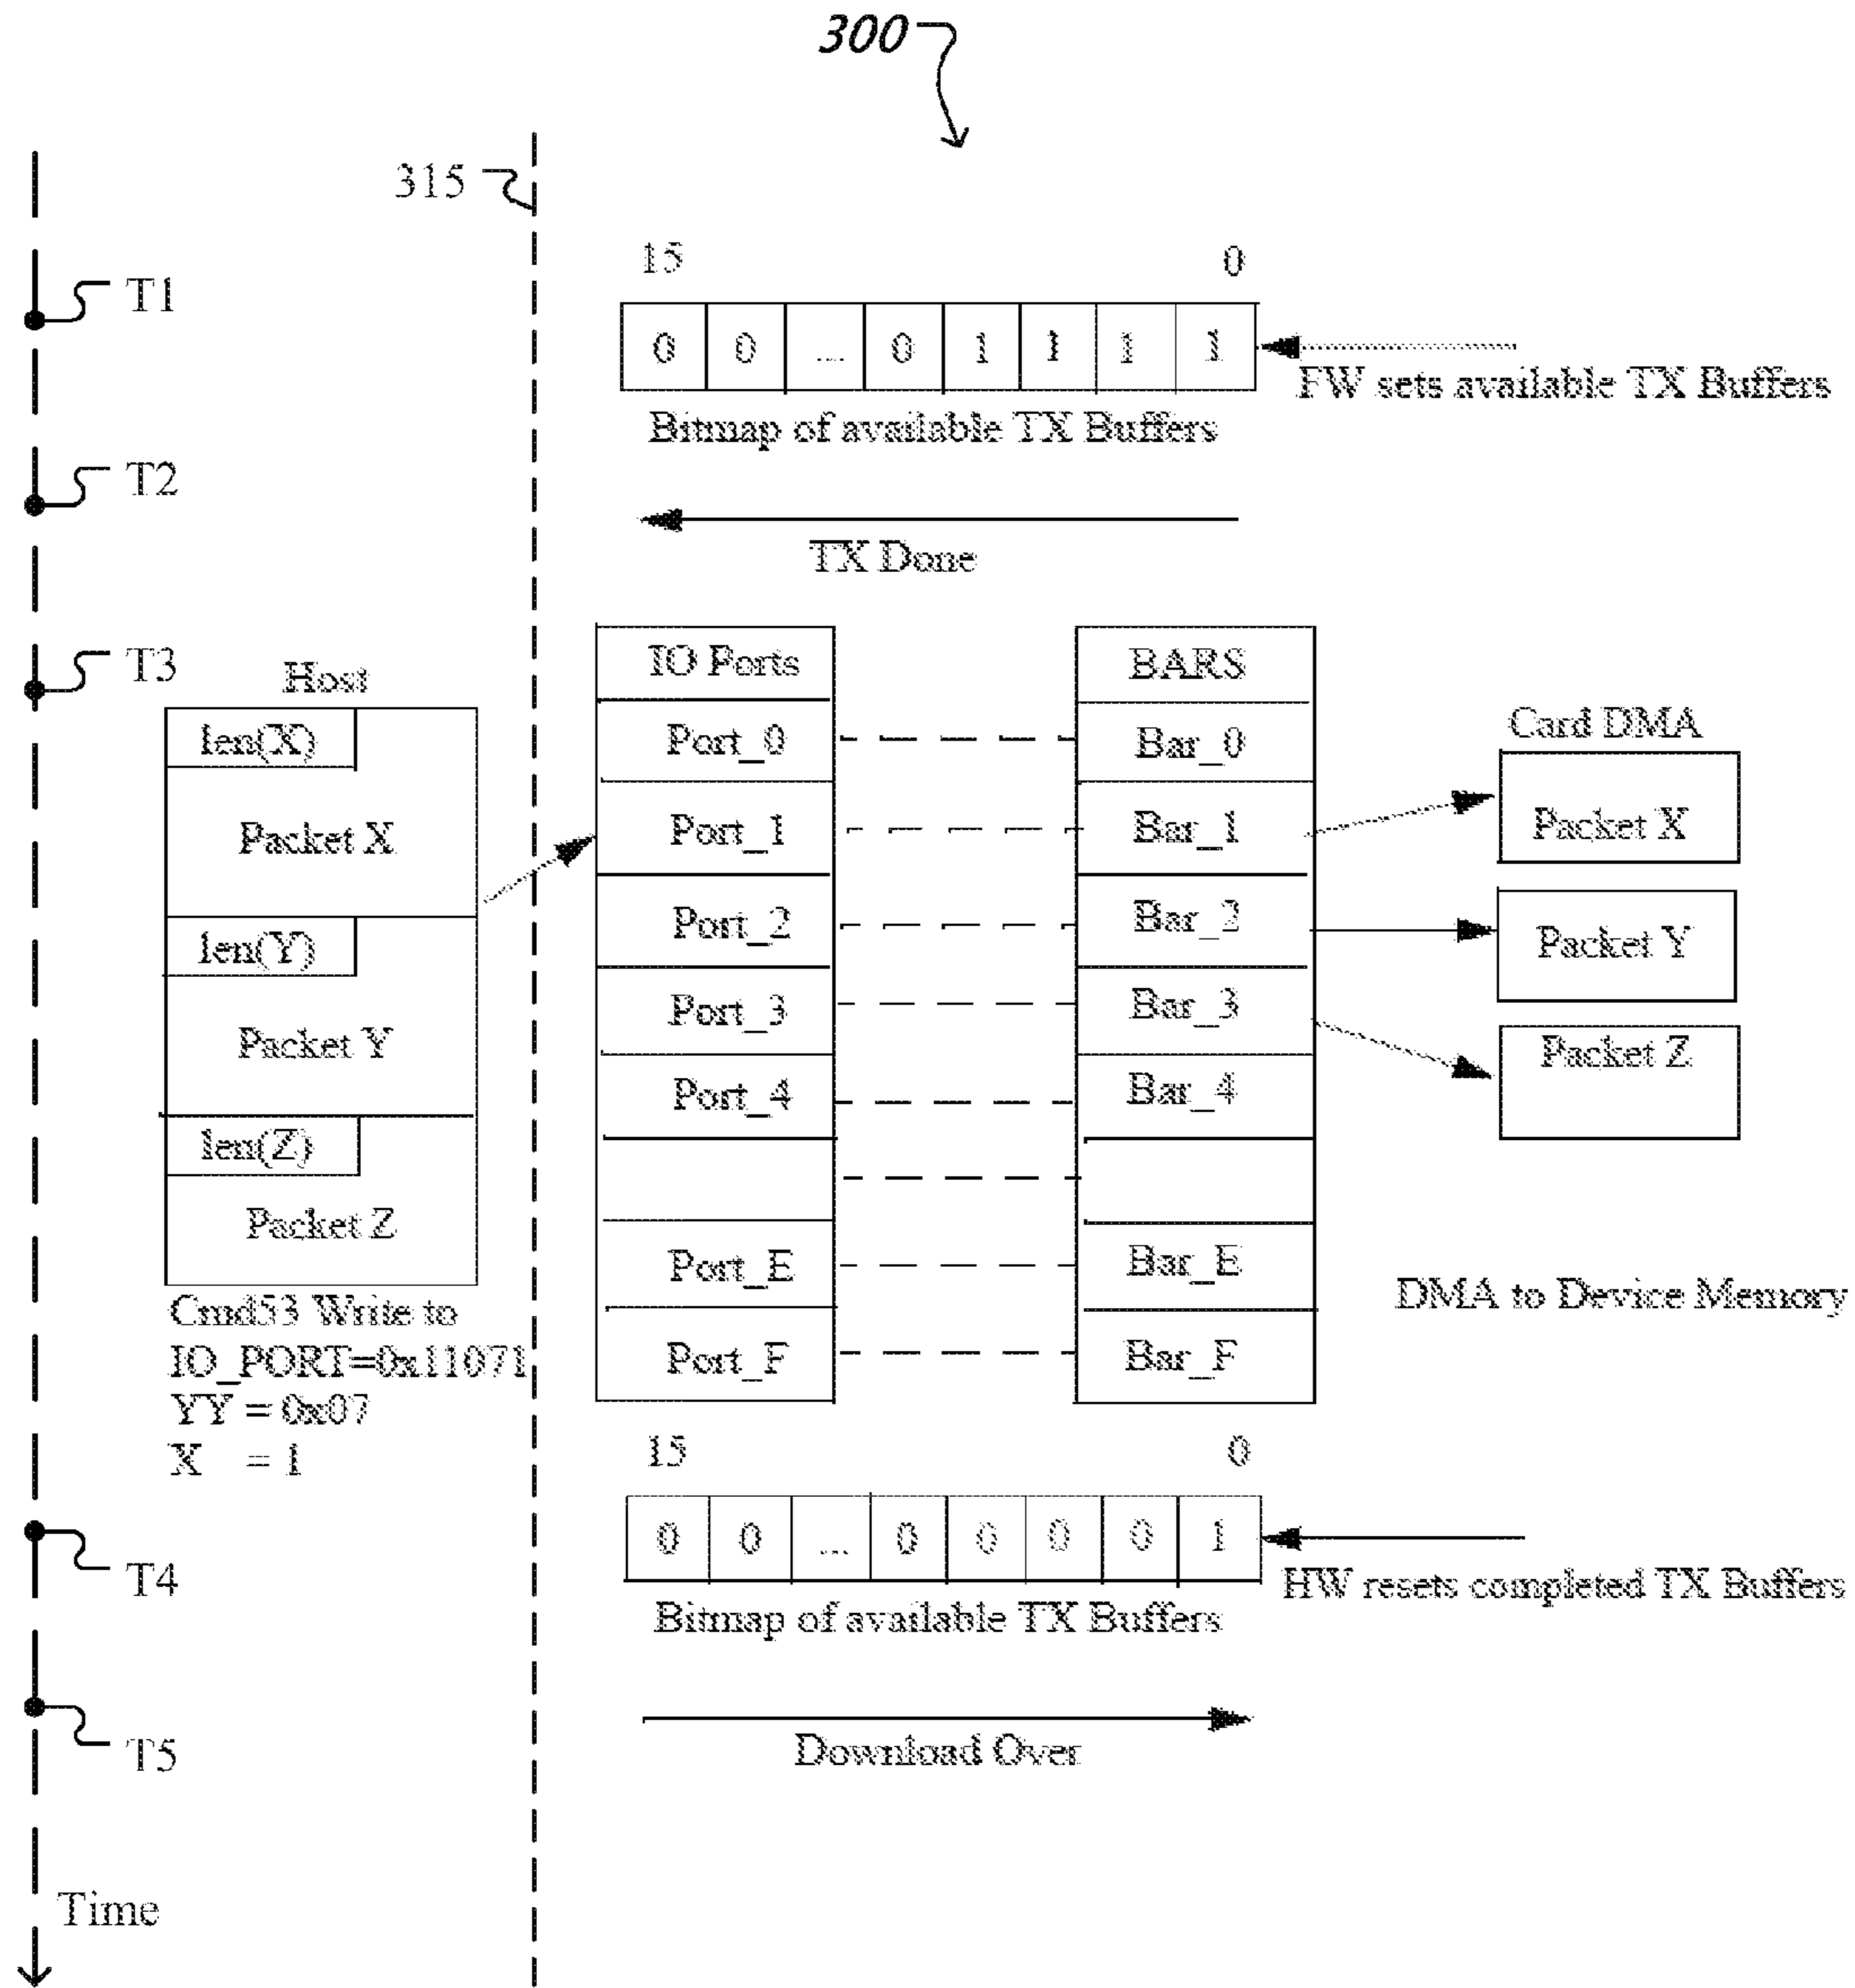 300
315
T1
T2
T3
T4
T5
Time
15 0
0 0 ... 0 1 1 1 1
FW sets available TX Buffers
Bitmap of available TX Buffers
TX Done
Host
len(X)
Packet X
len(Y)
Packet Y
len(Z)
Packet Z
Cmd53 Write to
IO_PORT=0x11071
YY = 0x07
X = 1
IO Ports
Port_0
Port_1
Port_2
Port_3
Port_4
Port_E
Port_F
BARS
Bar_0
Bar_1
Bar_2
Bar_3
Bar_4
Bar_E
Bar_F
Card DMA
Packet X
Packet Y
Packet Z
DMA to Device Memory
15 0
0 0 ... 0 0 0 0 1
HW resets completed TX Buffers
Bitmap of available TX Buffers
Download Over